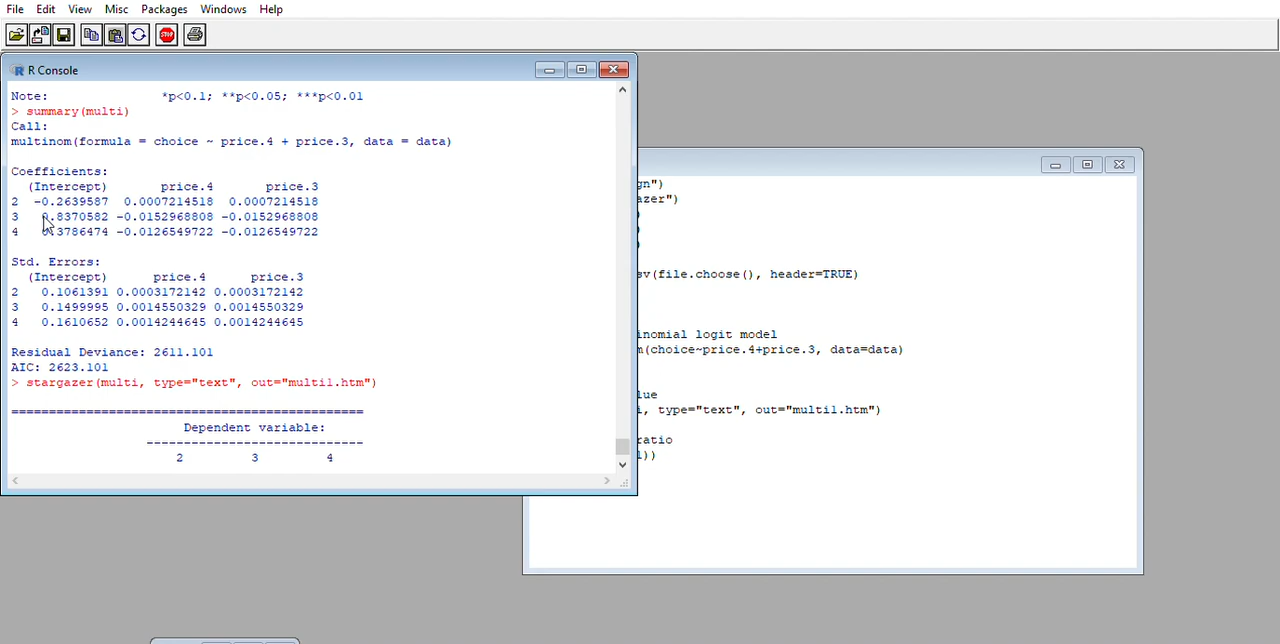 File Edit View Misc Packages Windows Help
STOP
R Console
Note: *p<0.1; **p<0.05; ***p<0.01
> summary(multi)
Call:
multinom(formula = choice ~ price.4 + price.3, data = data)
Coefficients:
(Intercept) price.4 price.3
2 -0.2639587 0.0007214518 0.0007214518
3 0.8370582 -0.0152968808 -0.0152968808
4 0.3786474 -0.0126549722 -0.0126549722
Std. Errors:
(Intercept) price.4 price.3
2 0.1061391 0.0003172142 0.0003172142
3 0.1499995 0.0014550329 0.0014550329
4 0.1610652 0.0014244645 0.0014244645
Residual Deviance: 2611.101
AIC: 2623.101
> stargazer(multi, type="text", out="multi1.htm")
===============================================
Dependent variable:
-----------------------------
2 3 4
gn")
azer")
)
)
)
sv(file.choose(), header=TRUE)
inomial logit model
m(choice~price.4+price.3, data=data)
lue
i, type="text", out="multi1.htm")
ratio
l))